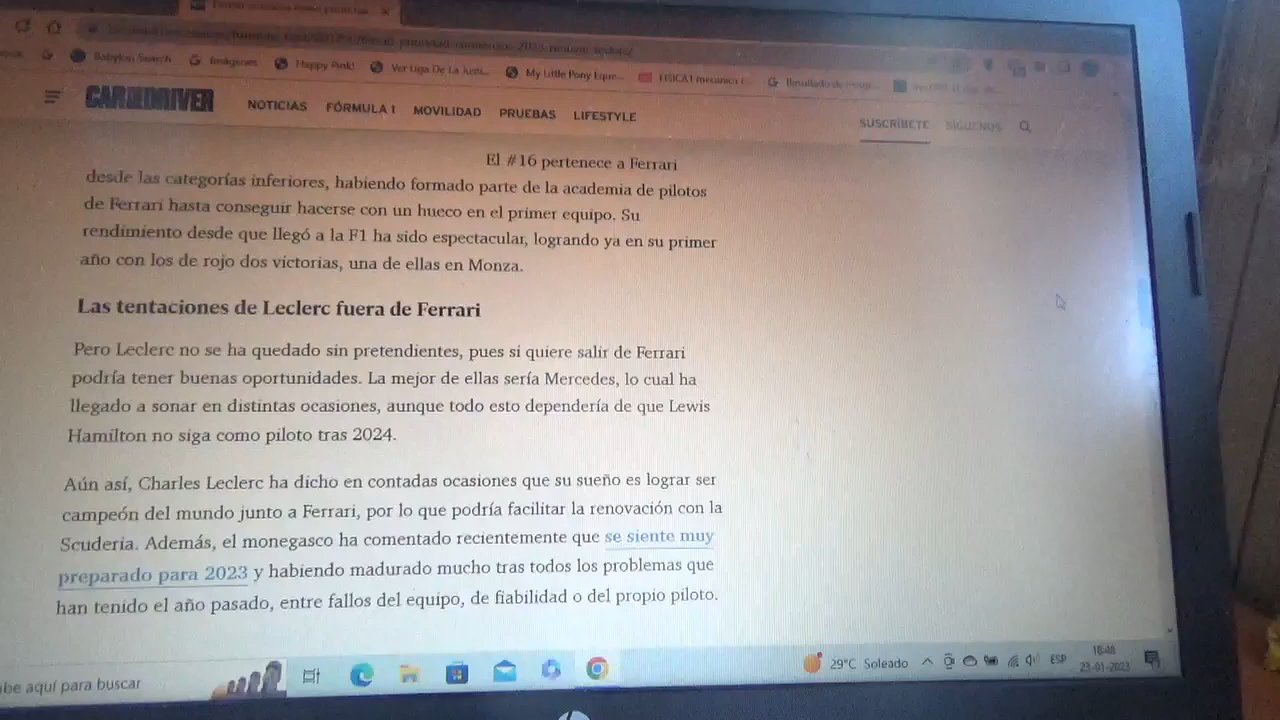 Babylon Search
Imágenes
Happy Pink!
Ver Liga De La Justi...
My Little Pony Eque...
FISICA1 mecanica
CAR AND DRIVER
NOTICIAS
FÓRMULA 1
MOVILIDAD
PRUEBAS
LIFESTYLE
SUSCRÍBETE
SÍGUENOS
El #16 pertenece a Ferrari
desde las categorías inferiores, habiendo formado parte de la academia de pilotos
de Ferrari hasta conseguir hacerse con un hueco en el primer equipo. Su
rendimiento desde que llegó a la F1 ha sido espectacular, logrando ya en su primer
año con los de rojo dos victorias, una de ellas en Monza.
Las tentaciones de Leclerc fuera de Ferrari
Pero Leclerc no se ha quedado sin pretendientes, pues si quiere salir de Ferrari
podría tener buenas oportunidades. La mejor de ellas sería Mercedes, lo cual ha
llegado a sonar en distintas ocasiones, aunque todo esto dependería de que Lewis
Hamilton no siga como piloto tras 2024.
Aún así, Charles Leclerc ha dicho en contadas ocasiones que su sueño es lograr ser
campeón del mundo junto a Ferrari, por lo que podría facilitar la renovación con la
Scuderia. Además, el monegasco ha comentado recientemente que se siente muy
preparado para 2023 y habiendo madurado mucho tras todos los problemas que
han tenido el año pasado, entre fallos del equipo, de fiabilidad o del propio piloto.
be aquí para buscar
29°C Soleado
ESP
23-01-2023